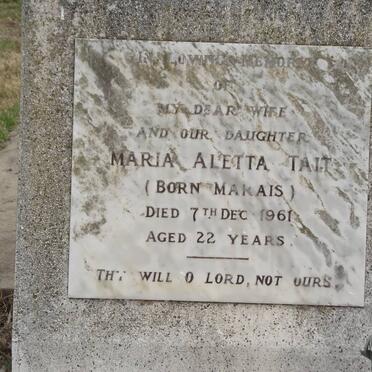 IN LOVING MEMORY
OF
MY DEAR WIFE
AND OUR DAUGHTER
MARIA ALETTA TAIT
(BORN MARAIS)
DIED 7TH DEC 1961
AGED 22 YEARS.
THY WILL O LORD, NOT OURS.